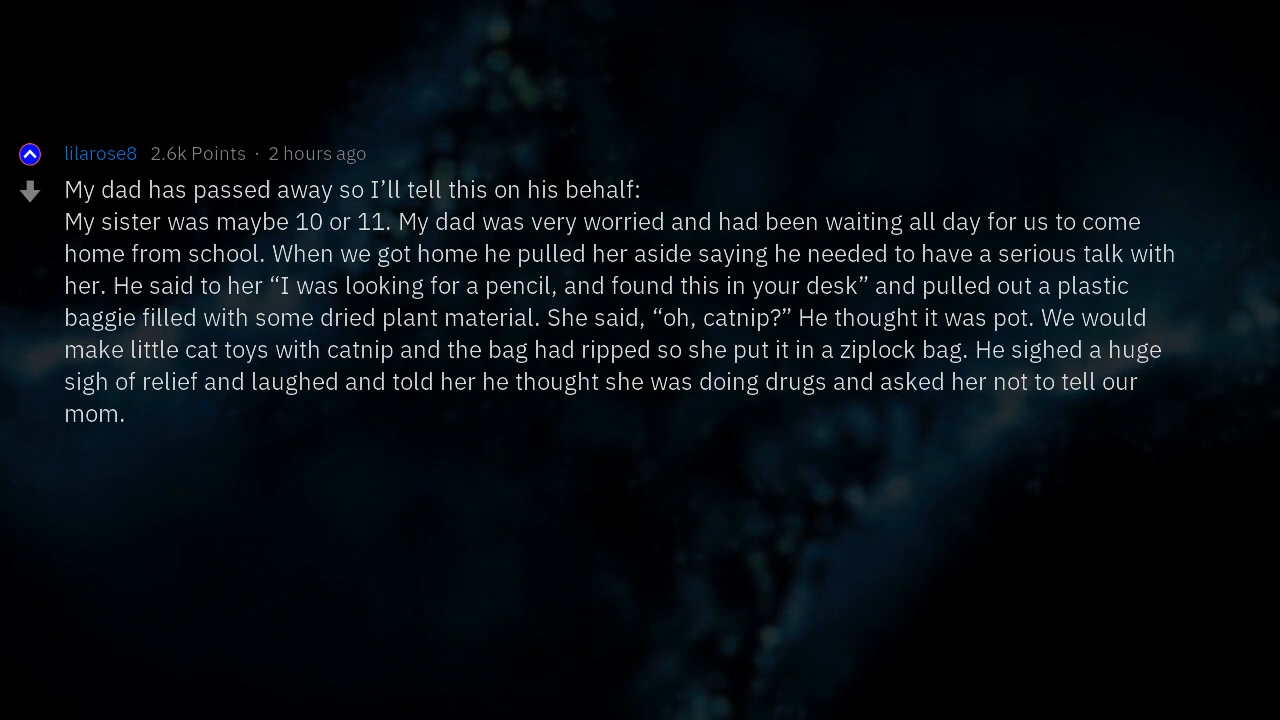 lilarose8 2.6k Points · 2 hours ago
My dad has passed away so I’ll tell this on his behalf:
My sister was maybe 10 or 11. My dad was very worried and had been waiting all day for us to come
home from school. When we got home he pulled her aside saying he needed to have a serious talk with
her. He said to her “I was looking for a pencil, and found this in your desk” and pulled out a plastic
baggie filled with some dried plant material. She said, “oh, catnip?” He thought it was pot. We would
make little cat toys with catnip and the bag had ripped so she put it in a ziplock bag. He sighed a huge
sigh of relief and laughed and told her he thought she was doing drugs and asked her not to tell our
mom.